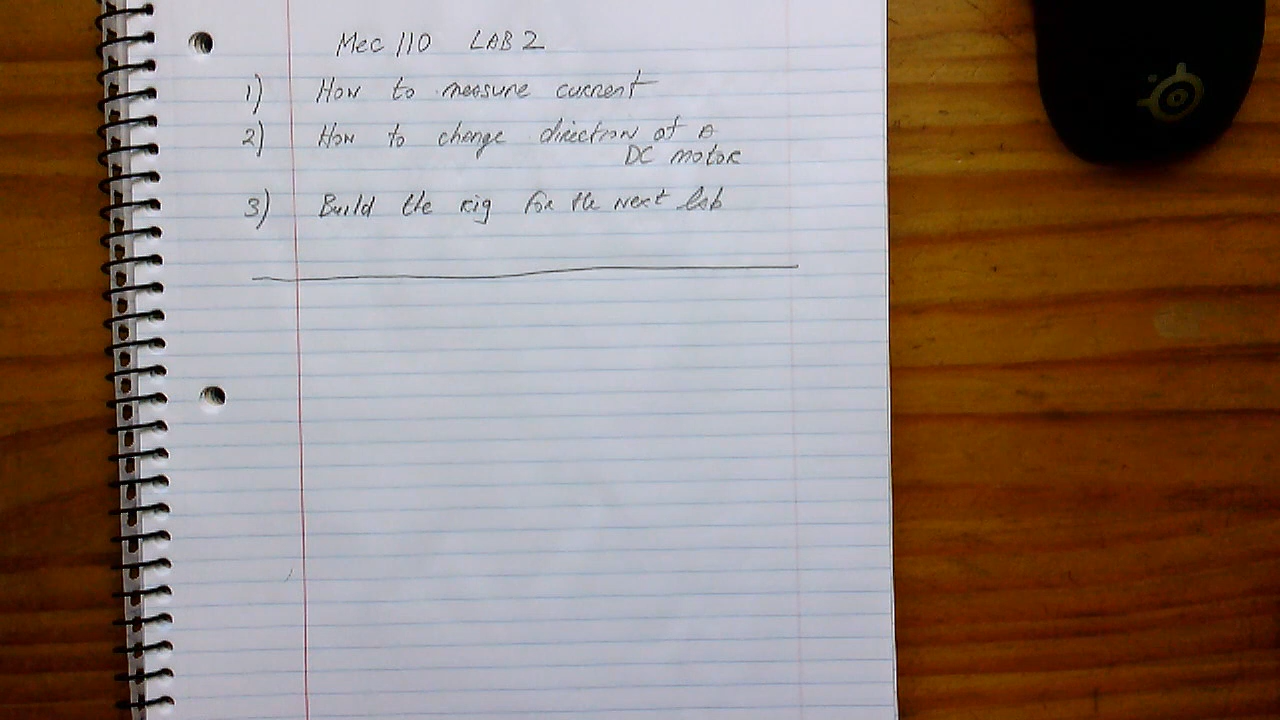 Mec 110 LAB 2
1) How to measure current
2) How to change direction of a
DC motor
3) Build the rig for the next lab